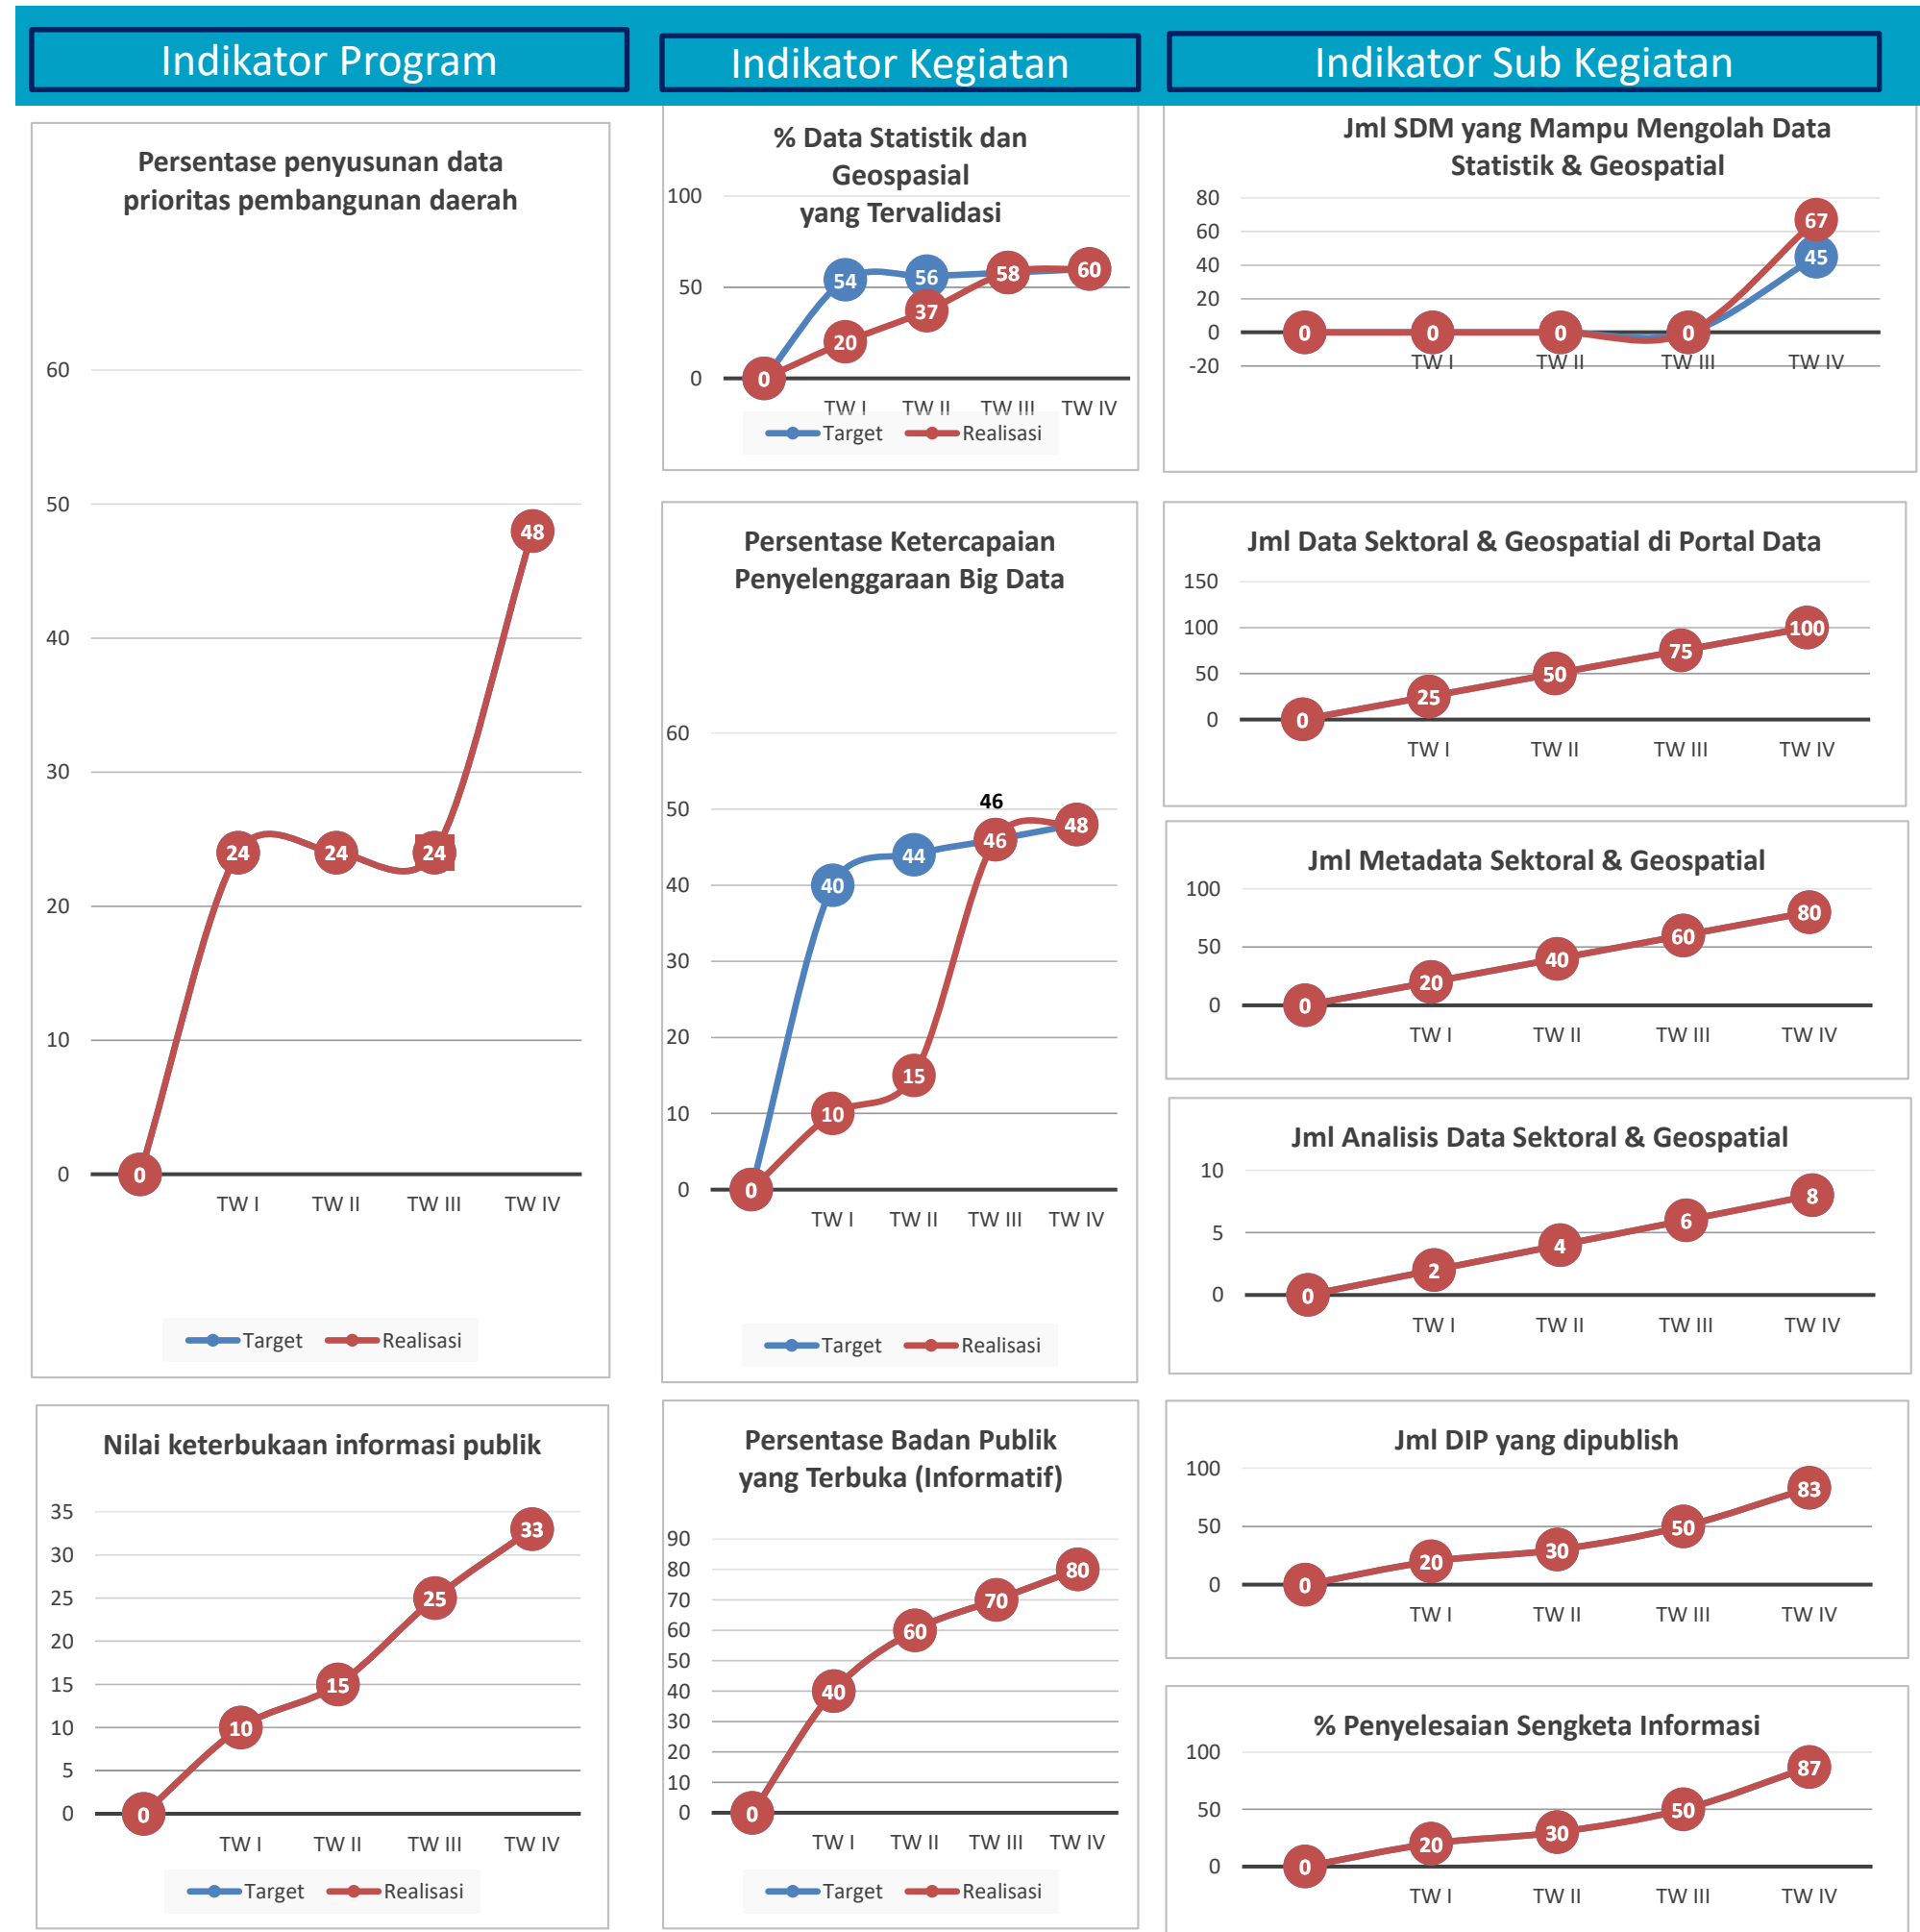 Indikator Program
Indikator Kegiatan
Indikator Sub Kegiatan
Persentase penyusunan data
prioritas pembangunan daerah
60
50
40
30
20
10
0
0
24
24
24
48
TW I
TW II
TW III
TW IV
Target
Realisasi
Nilai keterbukaan informasi publik
35
30
25
20
15
10
5
0
0
10
15
25
33
TW I
TW II
TW III
TW IV
Target
Realisasi
% Data Statistik dan
Geospasial
yang Tervalidasi
100
50
0
54
56
0
20
37
58
60
TW I
TW II
TW III
TW IV
Target
Realisasi
Persentase Ketercapaian
Penyelenggaraan Big Data
60
50
40
30
20
10
0
40
44
46
0
10
15
46
48
TW I
TW II
TW III
TW IV
Target
Realisasi
Persentase Badan Publik
yang Terbuka (Informatif)
90
80
70
60
50
40
30
20
10
0
0
40
60
70
80
TW I
TW II
TW III
TW IV
Target
Realisasi
Jml SDM yang Mampu Mengolah Data
Statistik & Geospatial
80
60
40
20
0
-20
0
0
0
0
67
45
TW I
TW II
TW III
TW IV
Jml Data Sektoral & Geospatial di Portal Data
150
100
50
0
0
25
50
75
100
TW I
TW II
TW III
TW IV
Jml Metadata Sektoral & Geospatial
100
50
0
0
20
40
60
80
TW I
TW II
TW III
TW IV
Jml Analisis Data Sektoral & Geospatial
10
5
0
0
2
4
6
8
TW I
TW II
TW III
TW IV
Jml DIP yang dipublish
100
50
0
0
20
30
50
83
TW I
TW II
TW III
TW IV
% Penyelesaian Sengketa Informasi
100
50
0
0
20
30
50
87
TW I
TW II
TW III
TW IV